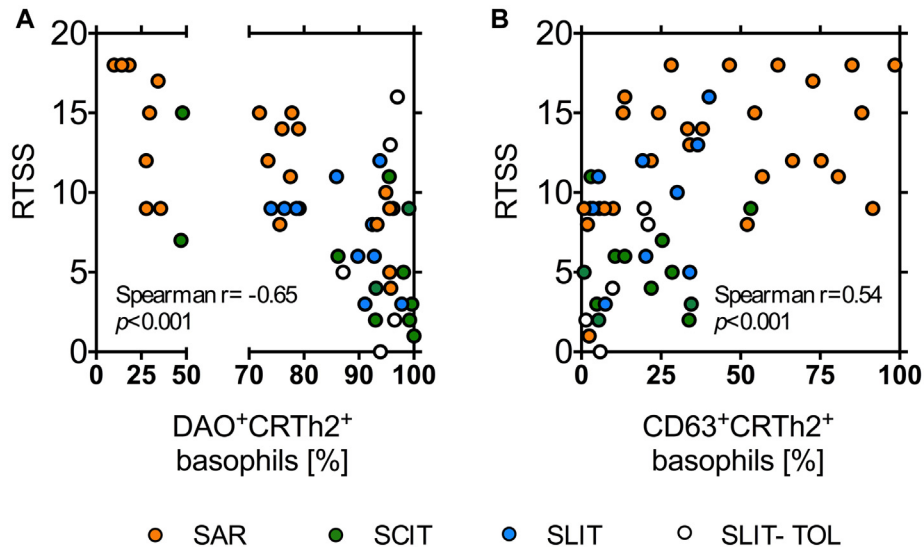 A
RTSS
20
15
10
5
0
Spearman r= -0.65
p<0.001
0 25 50 70 80 90 100
DAO⁺CRTh2⁺
basophils [%]
B
RTSS
20
15
10
5
0
Spearman r=0.54
p<0.001
0 25 50 75 100
CD63⁺CRTh2⁺
basophils [%]
SAR SCIT SLIT SLIT- TOL